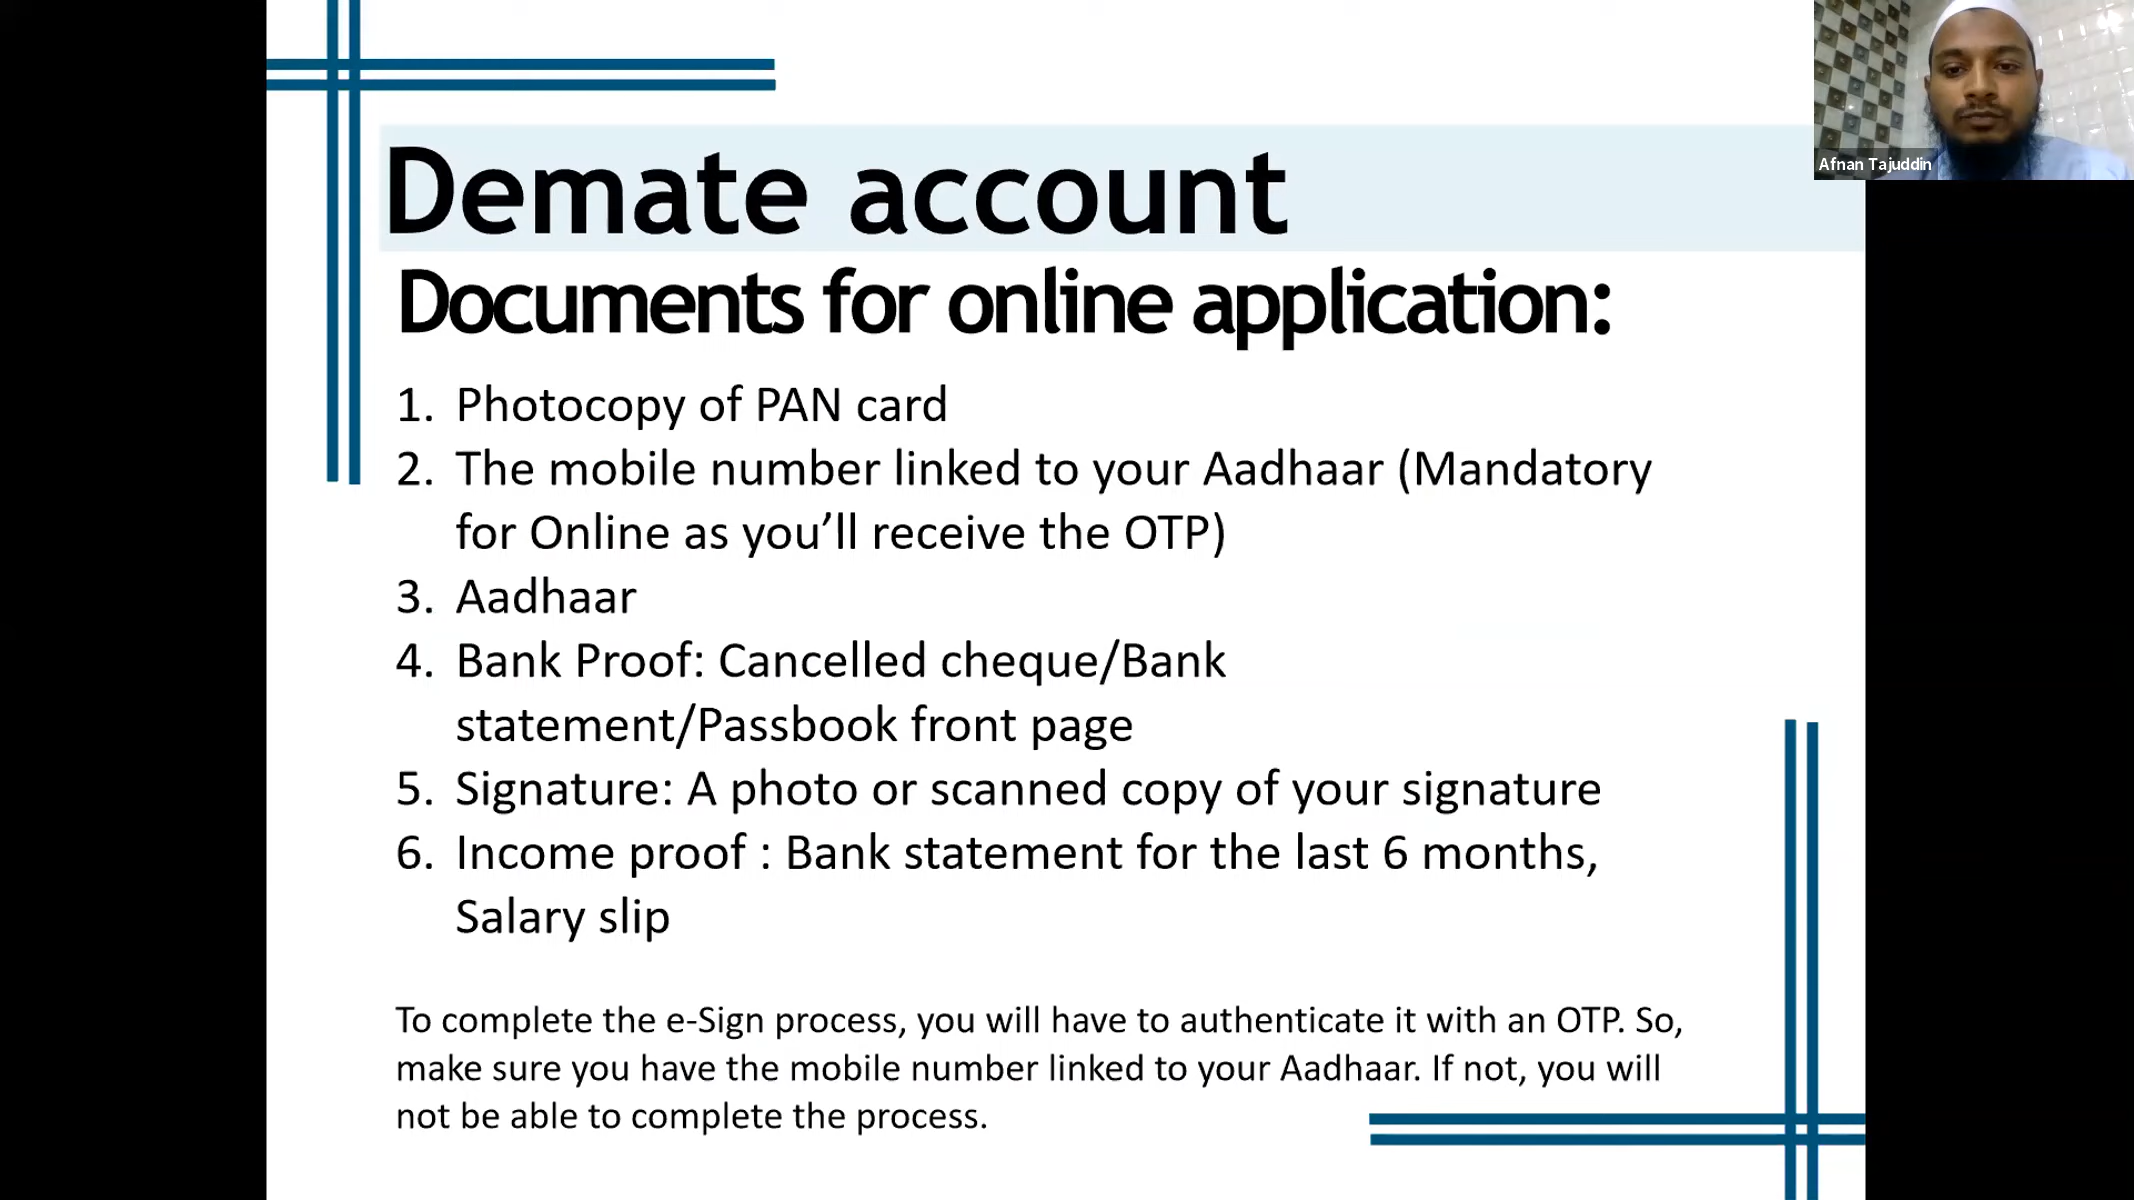 Demate account
Documents for online application:
1. Photocopy of PAN card
2. The mobile number linked to your Aadhaar (Mandatory
for Online as you’ll receive the OTP)
3. Aadhaar
4. Bank Proof: Cancelled cheque/Bank
statement/Passbook front page
5. Signature: A photo or scanned copy of your signature
6. Income proof : Bank statement for the last 6 months,
Salary slip
To complete the e-Sign process, you will have to authenticate it with an OTP. So,
make sure you have the mobile number linked to your Aadhaar. If not, you will
not be able to complete the process.
Afnan Tajuddin